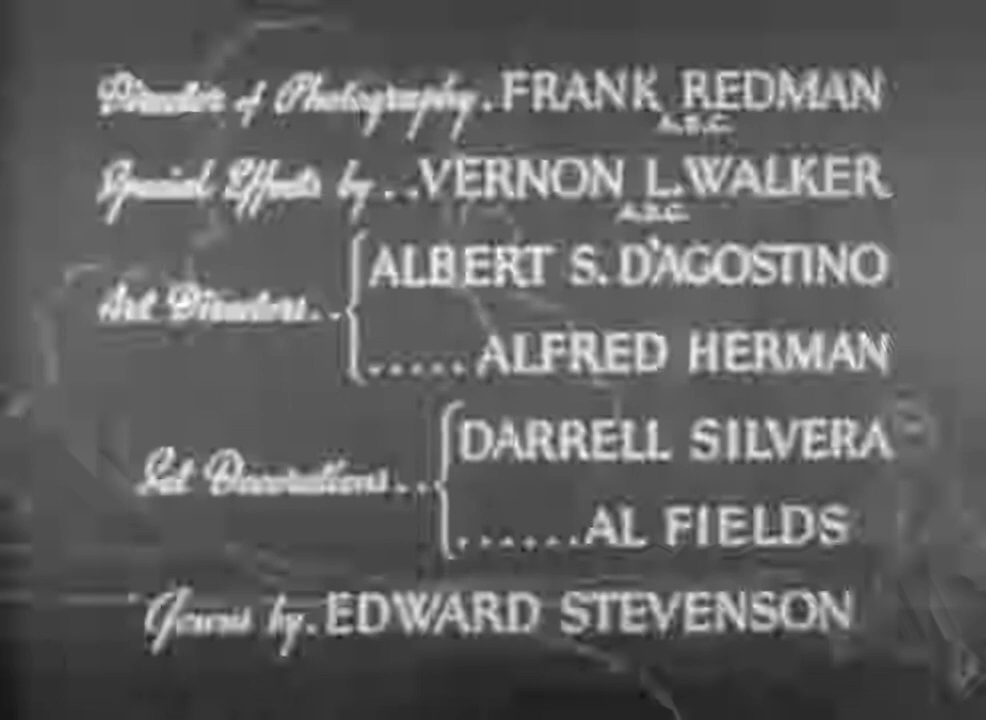 Director of Photography. FRANK REDMAN
A.S.C.
Special Effects by... VERNON L. WALKER
A.S.C.
Art Directors.. ALBERT S. D'AGOSTINO
..... ALFRED HERMAN
Set Decorations... DARRELL SILVERA
...... AL FIELDS
Gowns by. EDWARD STEVENSON